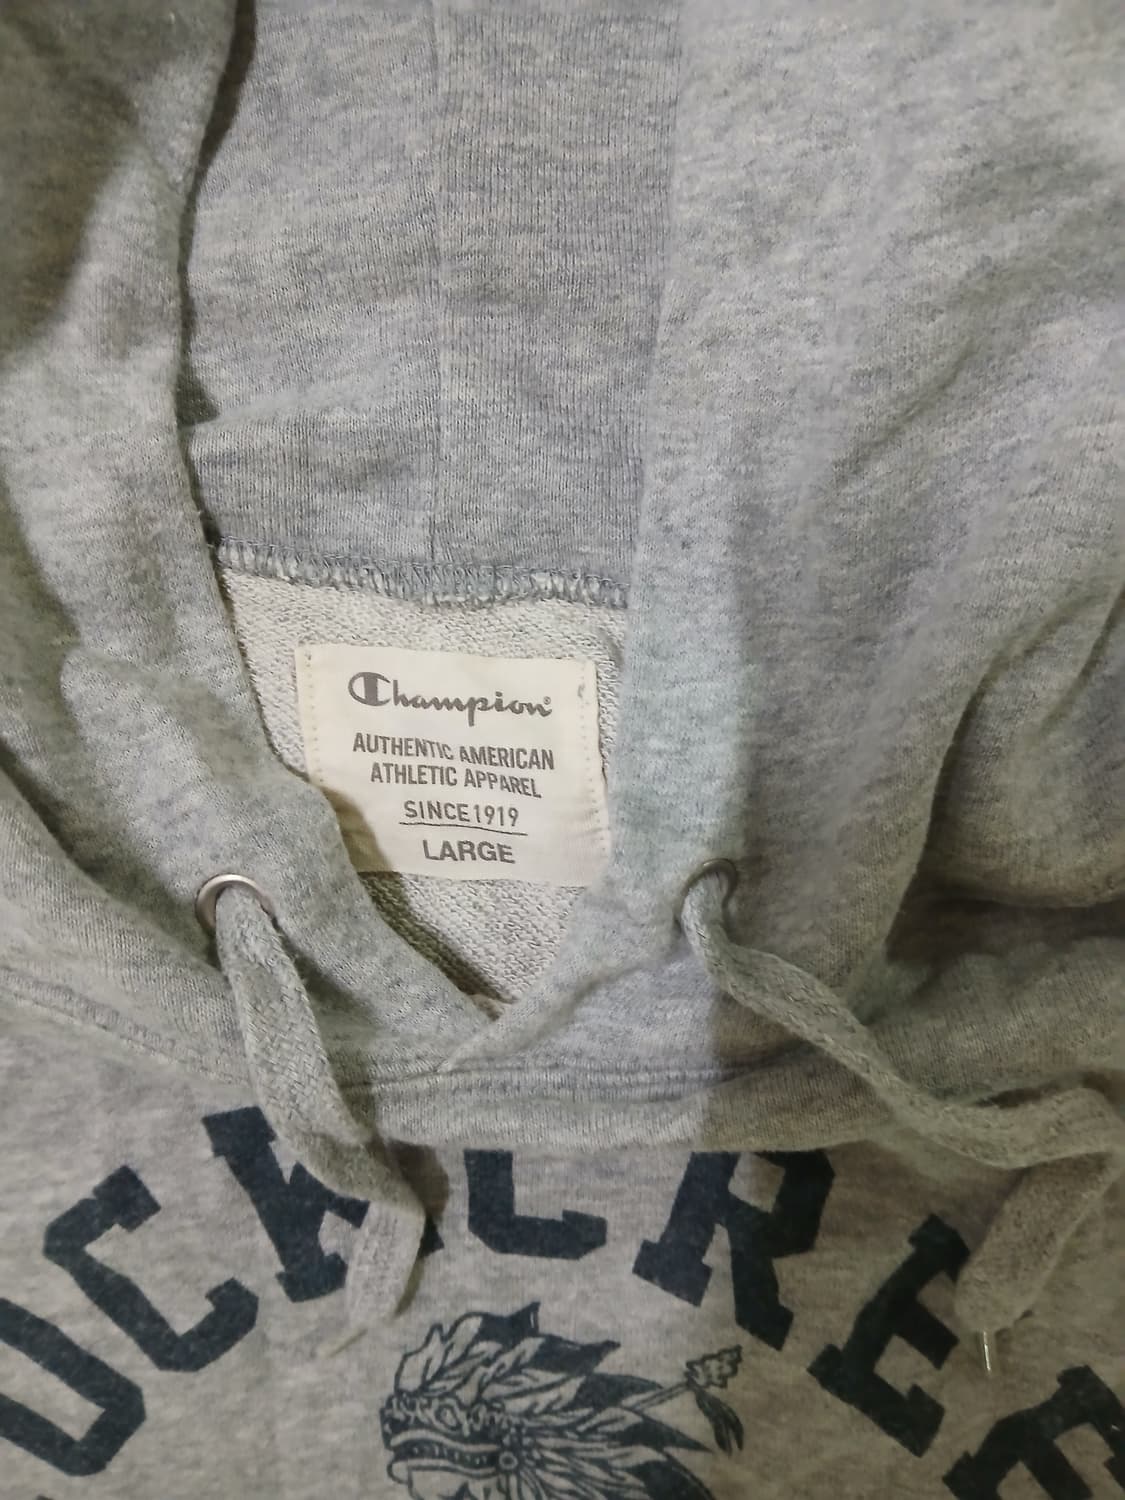 Champion
AUTHENTIC AMERICAN
ATHLETIC APPAREL
SINCE 1919
LARGE